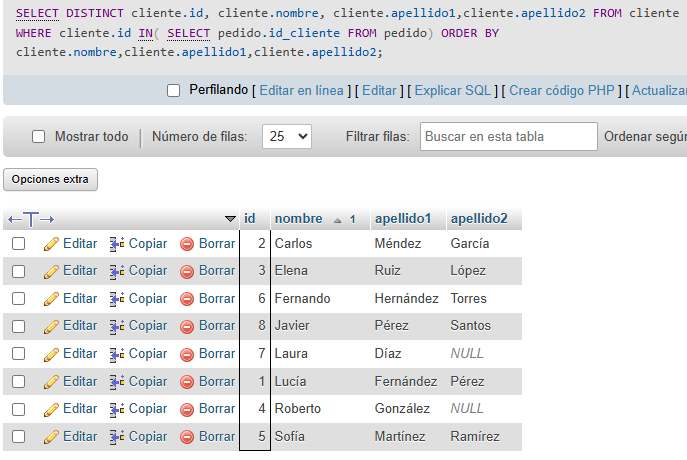 SELECT DISTINCT cliente.id, cliente.nombre, cliente.apellido1,cliente.apellido2 FROM cliente
WHERE cliente.id IN( SELECT pedido.id_cliente FROM pedido) ORDER BY
cliente.nombre,cliente.apellido1,cliente.apellido2;
Perfilando [ Editar en línea ] [ Editar ] [ Explicar SQL ] [ Crear código PHP ] [ Actualizar
Mostrar todo Número de filas: 25 Filtrar filas: Buscar en esta tabla Ordenar según
Opciones extra
id nombre 1 apellido1 apellido2
Editar Copiar Borrar 2 Carlos Méndez García
Editar Copiar Borrar 3 Elena Ruiz López
Editar Copiar Borrar 6 Fernando Hernández Torres
Editar Copiar Borrar 8 Javier Pérez Santos
Editar Copiar Borrar 7 Laura Díaz NULL
Editar Copiar Borrar 1 Lucía Fernández Pérez
Editar Copiar Borrar 4 Roberto González NULL
Editar Copiar Borrar 5 Sofía Martínez Ramírez